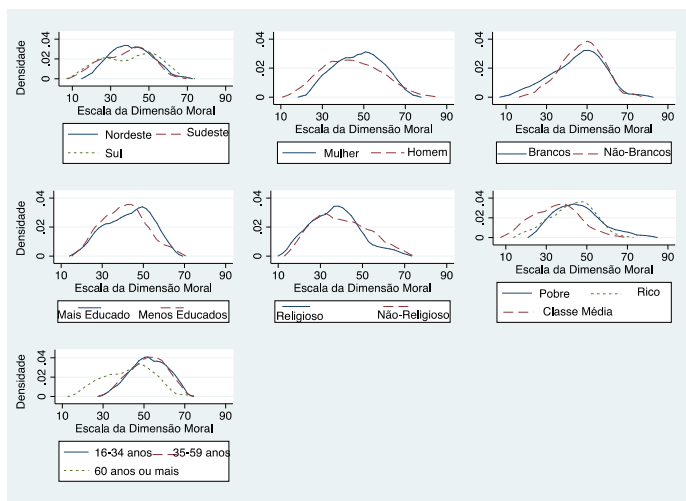 Densidade
0 .02 .04
10 30 50 70 90
Escala da Dimensão Moral
Nordeste Sudeste
Sul
0 .02 .04
10 30 50 70 90
Escala da Dimensão Moral
Mulher Homem
0 .02 .04
10 30 50 70 90
Escala da Dimensão Moral
Brancos Não-Brancos
Densidade
0 .02 .04
10 30 50 70 90
Escala da Dimensão Moral
Mais Educado Menos Educados
0 .02 .04
10 30 50 70 90
Escala da Dimensão Moral
Religioso Não-Religioso
0 .02 .04
10 30 50 70 90
Escala da Dimensão Moral
Pobre Rico
Classe Média
Densidade
0 .02 .04
10 30 50 70 90
Escala da Dimensão Moral
16-34 anos 35-59 anos
60 anos ou mais